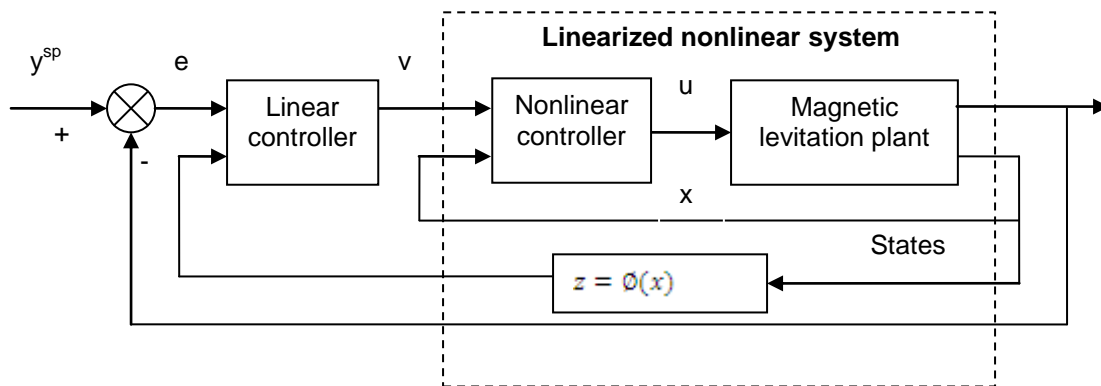 Linearized nonlinear system
y^sp
e
v
u
+
-
Linear
controller
Nonlinear
controller
Magnetic
levitation plant
x
States
z = Ø(x)